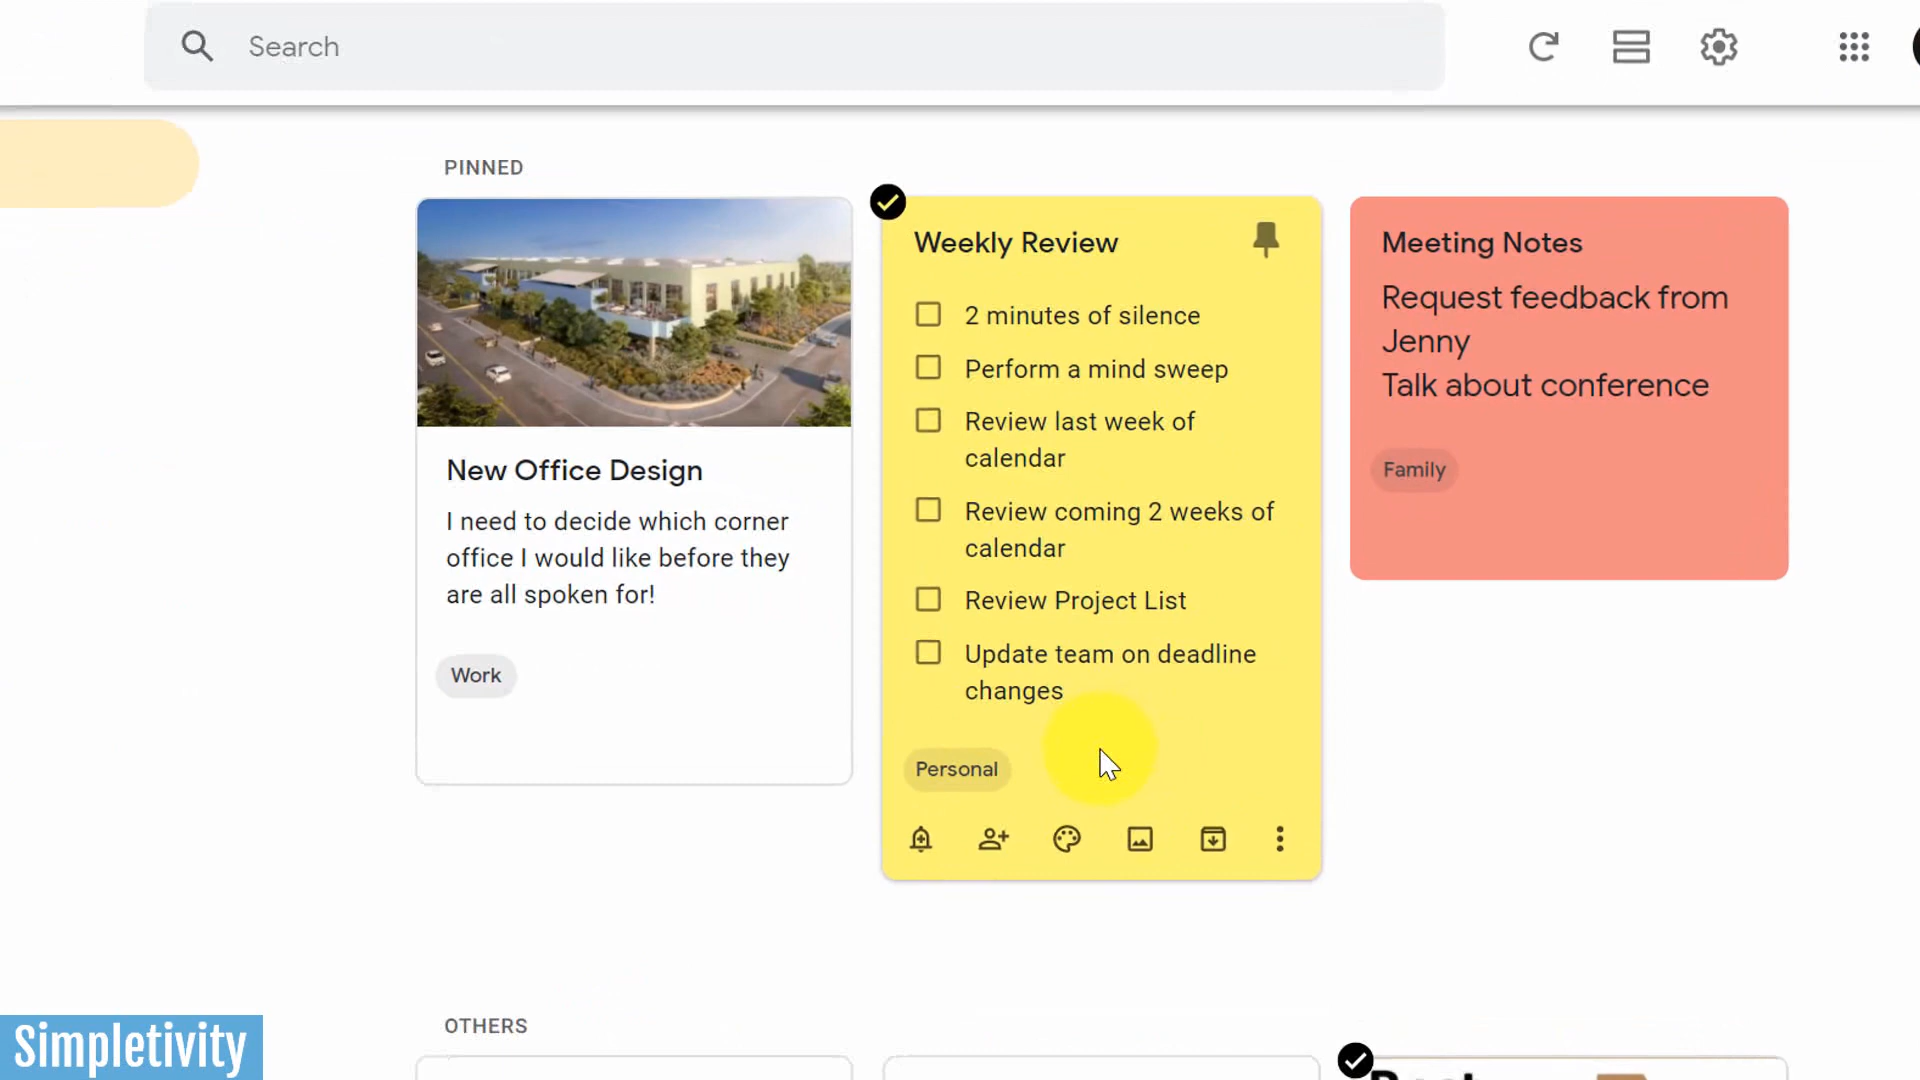 Search
PINNED
New Office Design
I need to decide which corner
office I would like before they
are all spoken for!
Work
Weekly Review
2 minutes of silence
Perform a mind sweep
Review last week of
calendar
Review coming 2 weeks of
calendar
Review Project List
Update team on deadline
changes
Personal
Meeting Notes
Request feedback from
Jenny
Talk about conference
Family
OTHERS
Simpletivity